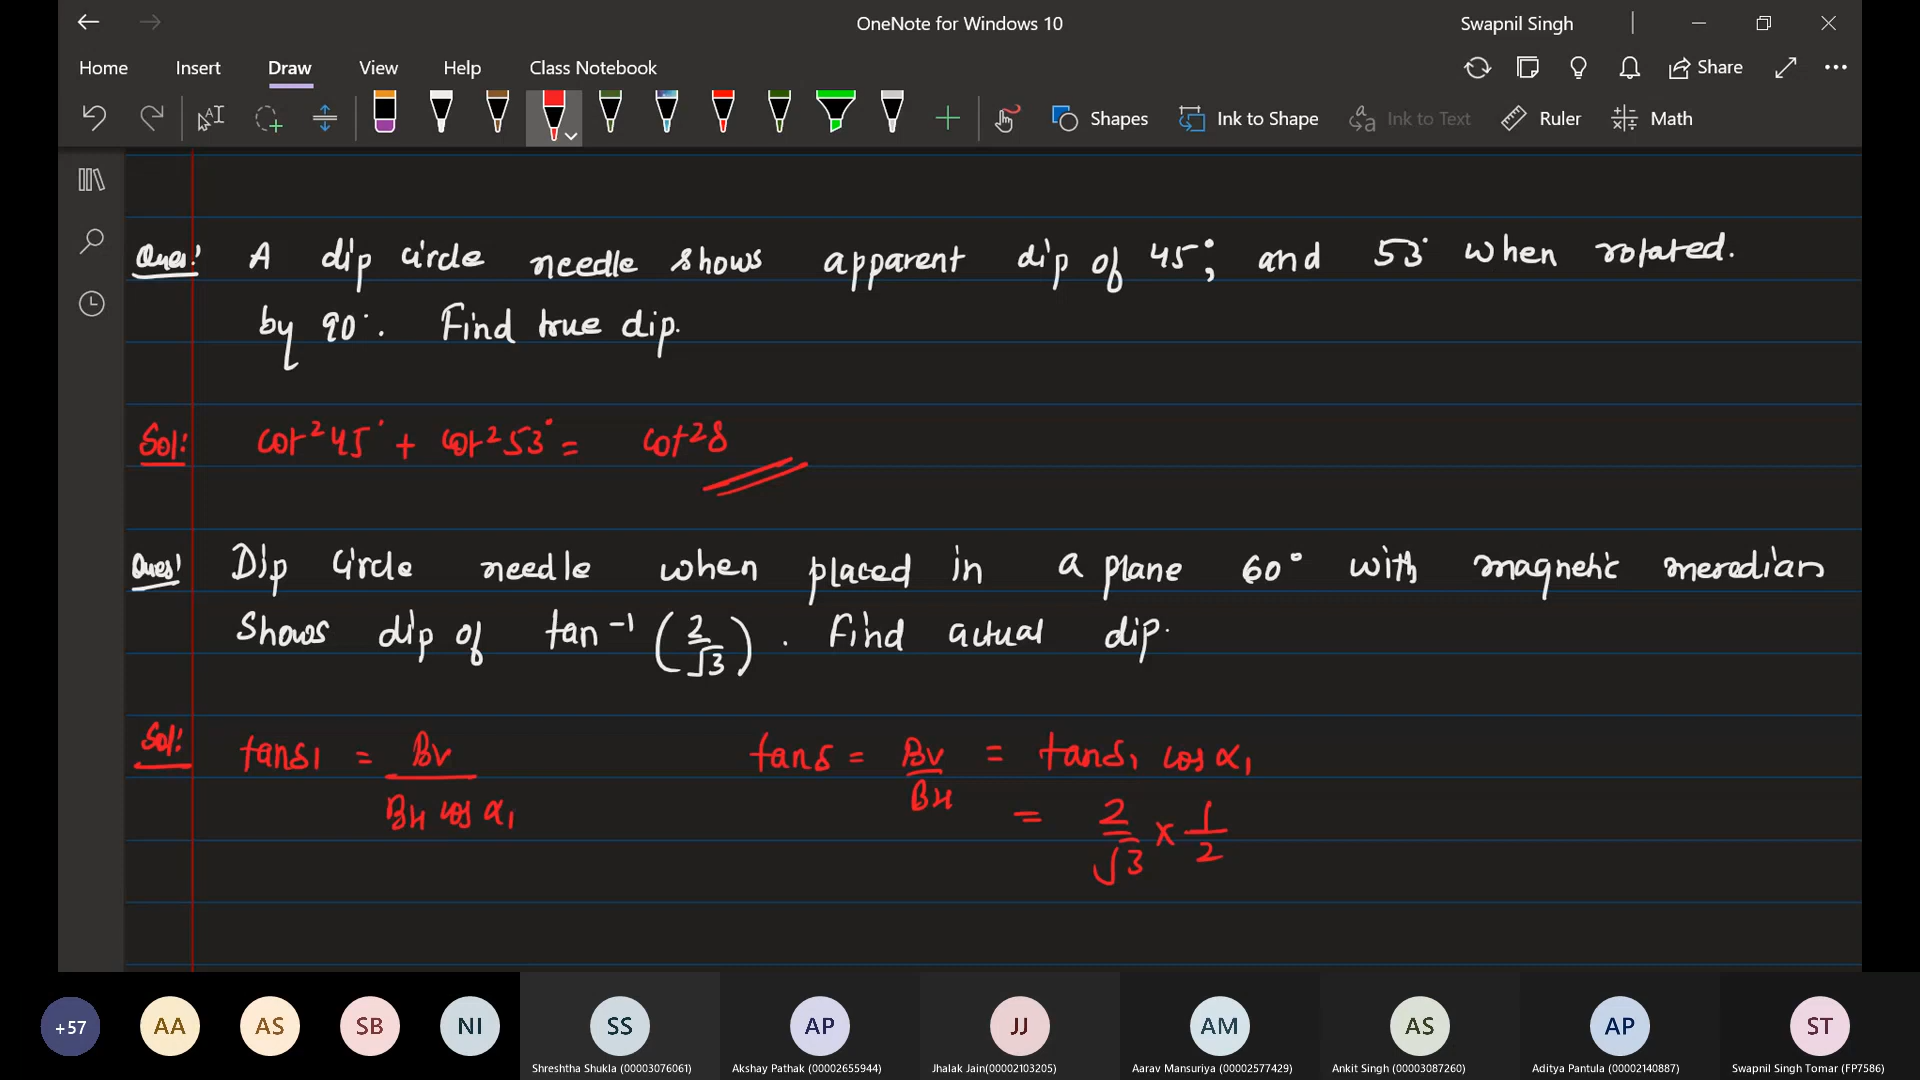 OneNote for Windows 10
Swapnil Singh
Home Insert Draw View Help Class Notebook
Share
Shapes Ink to Shape Ink to Text Ruler Math
Ques: A dip circle needle shows apparent dip of 45°; and 53° when rotated.
by 90°. Find true dip.
Sol: cot²45° + cot²53° = cot²δ
Ques: Dip Circle needle when placed in a plane 60° with magnetic meredian
Shows dip of tan⁻¹ (2/√3). Find actual dip.
Sol: tanδ1 = Bv / BH cos α1 tanδ = Bv/BH = tanδ1 cos α1
= 2/√3 × 1/2
+57 AA AS SB NI SS AP JJ AM AS AP ST
Shreshtha Shukla (00003076061) Akshay Pathak (00002655944) Jhalak Jain(00002103205) Aarav Mansuriya (00002577429) Ankit Singh (00003087260) Aditya Pantula (00002140887) Swapnil Singh Tomar (FP7586)